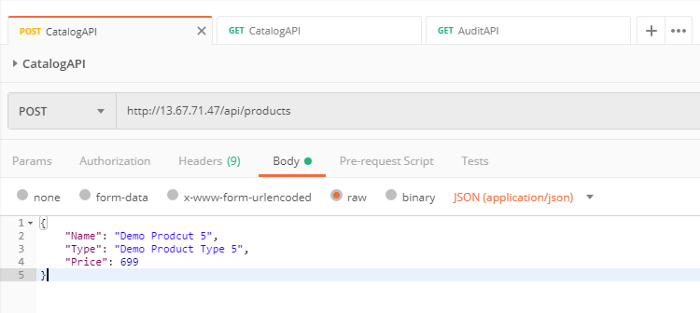 POST CatalogAPI GET CatalogAPI GET AuditAPI
CatalogAPI
POST http://13.67.71.47/api/products
Params Authorization Headers (9) Body Pre-request Script Tests
none form-data x-www-form-urlencoded raw binary JSON (application/json)
1 {
2 "Name": "Demo Prodcut 5",
3 "Type": "Demo Product Type 5",
4 "Price": 699
5 }